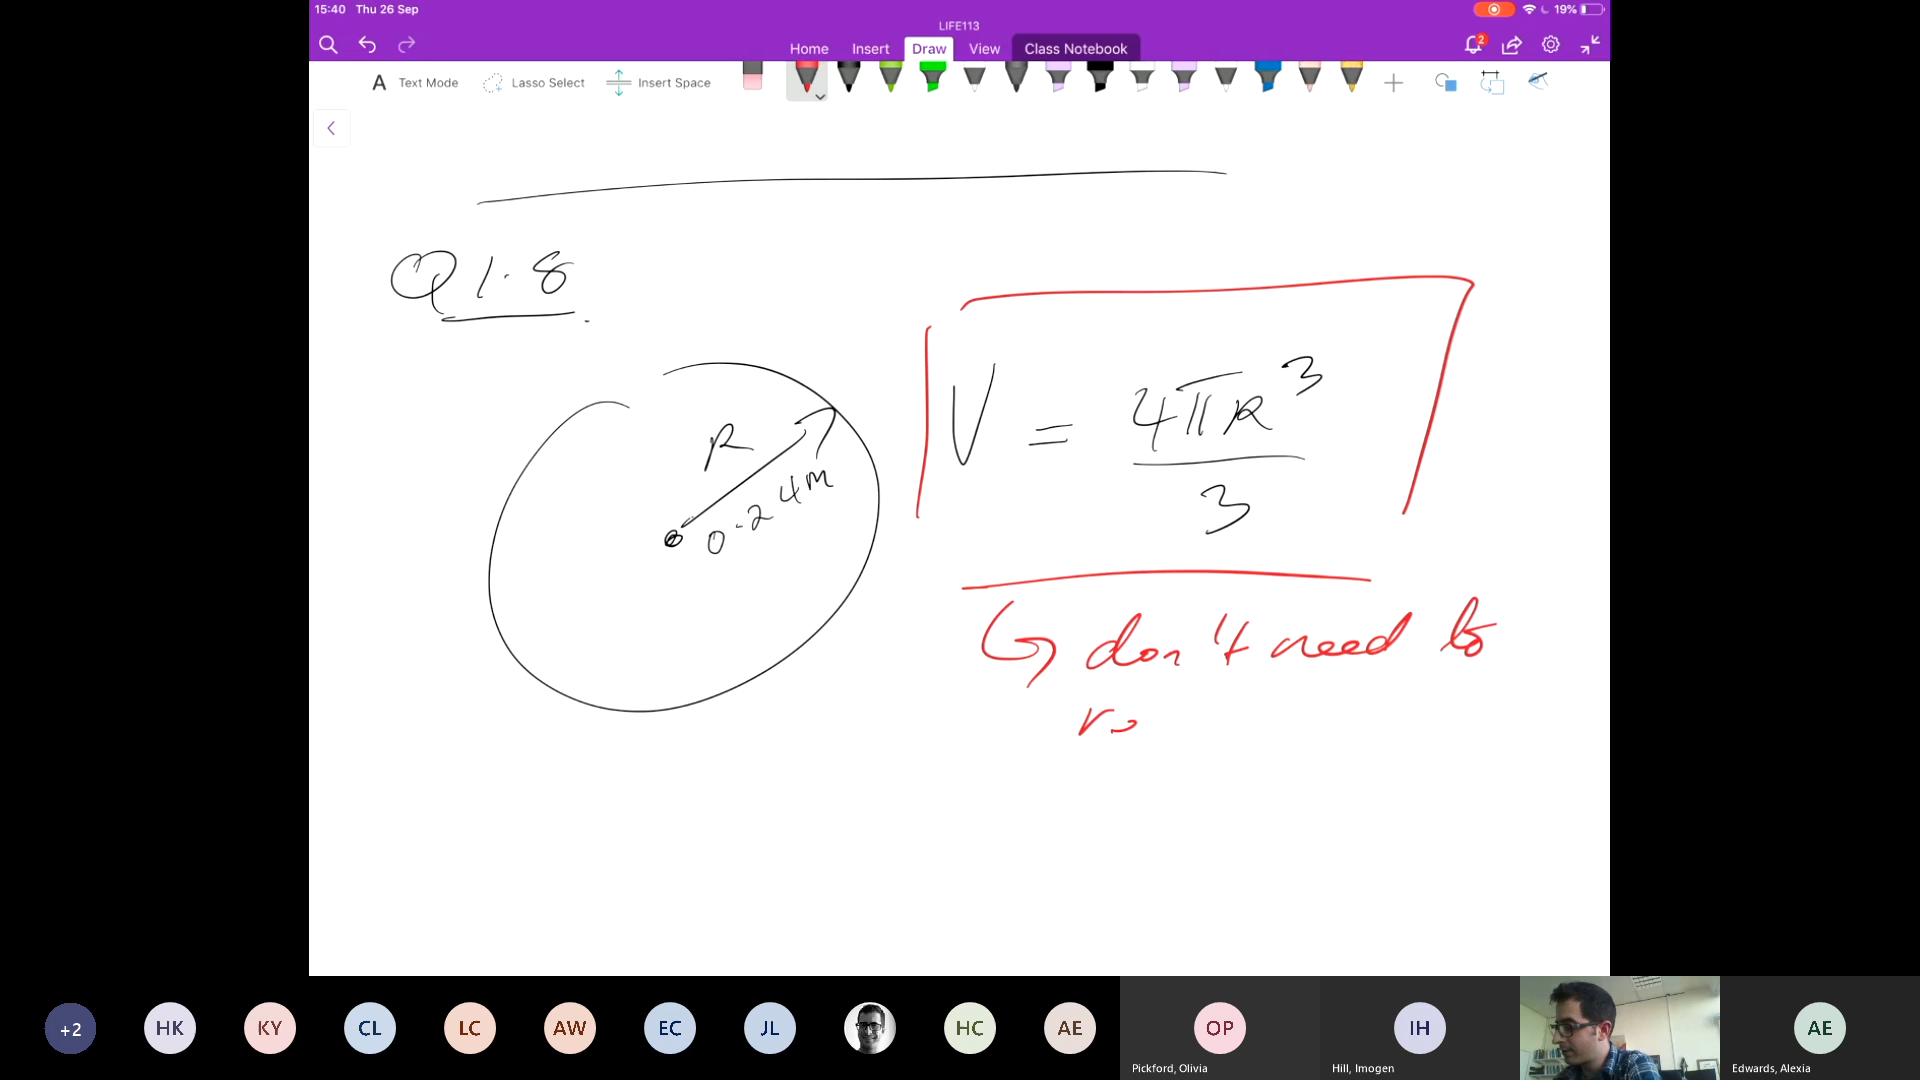 15:40 Thu 26 Sep
19%
LIFE113
Home Insert Draw View Class Notebook
2
A Text Mode Lasso Select Insert Space
Q1.8
R
0.24m
V = 4πR³
3
don't need to
+2 HK KY CL LC AW EC JL HC AE OP IH AE
Pickford, Olivia Hill, Imogen Edwards, Alexia